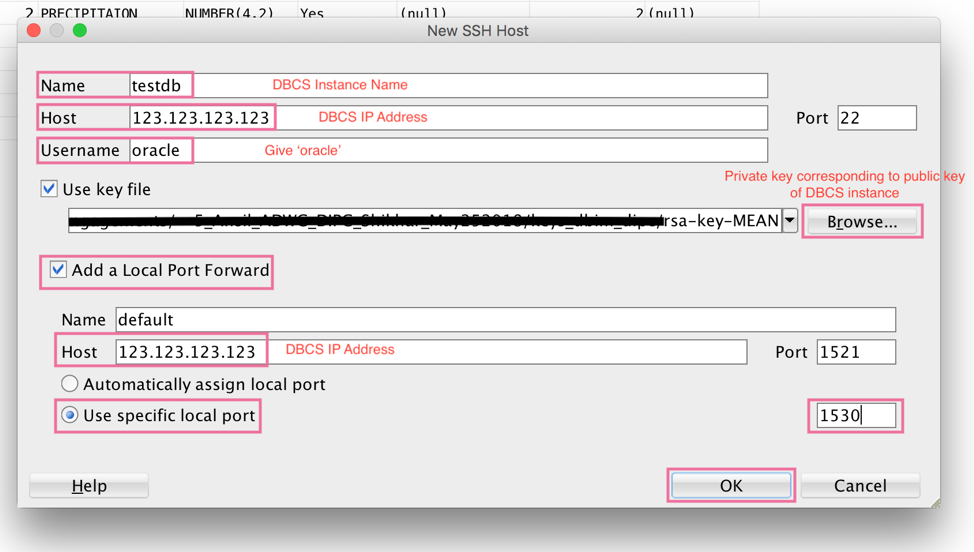 2 PRECIPITAION NUMBER(4,2) Yes (null) 2 (null)
New SSH Host
Name testdb DBCS Instance Name
Host 123.123.123.123 DBCS IP Address Port 22
Username oracle Give ‘oracle’
Private key corresponding to public key
of DBCS instance
Use key file
/rsa-key-MEAN Browse...
Add a Local Port Forward
Name default
Host 123.123.123.123 DBCS IP Address Port 1521
Automatically assign local port
Use specific local port 1530
Help OK Cancel